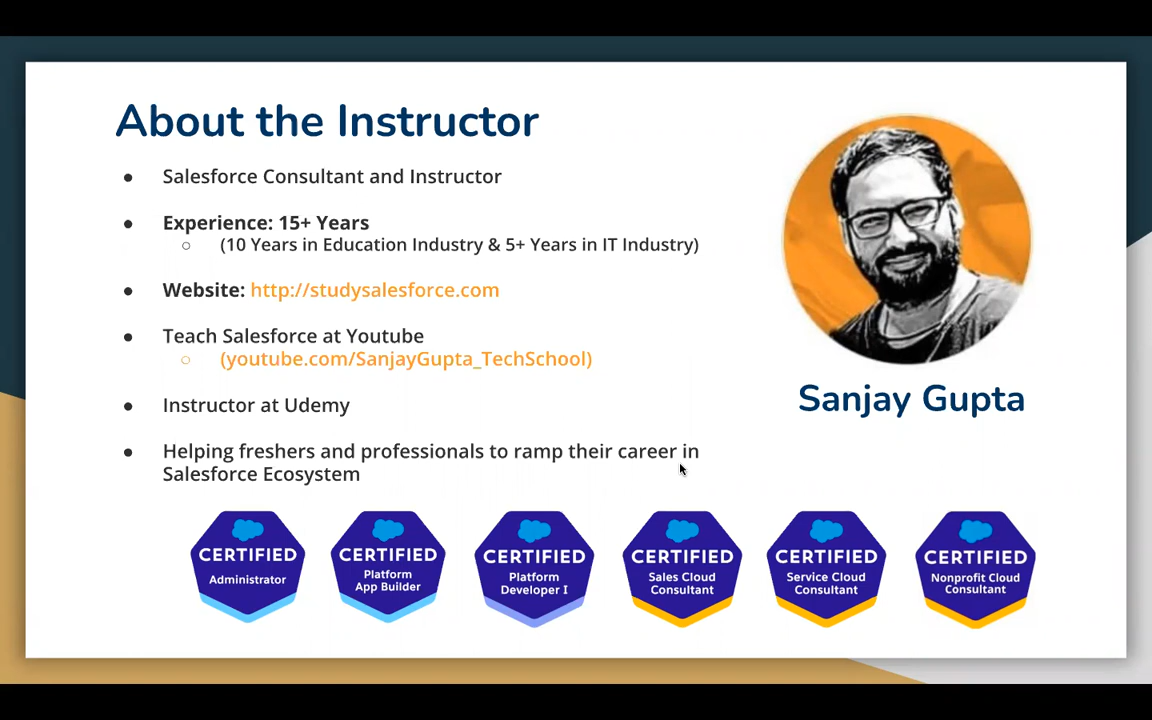 About the Instructor
● Salesforce Consultant and Instructor
● Experience: 15+ Years
○ (10 Years in Education Industry & 5+ Years in IT Industry)
● Website: http://studysalesforce.com
● Teach Salesforce at Youtube
○ (youtube.com/SanjayGupta_TechSchool)
● Instructor at Udemy
● Helping freshers and professionals to ramp their career in
Salesforce Ecosystem
Sanjay Gupta
CERTIFIED
Administrator
CERTIFIED
Platform
App Builder
CERTIFIED
Platform
Developer I
CERTIFIED
Sales Cloud
Consultant
CERTIFIED
Service Cloud
Consultant
CERTIFIED
Nonprofit Cloud
Consultant